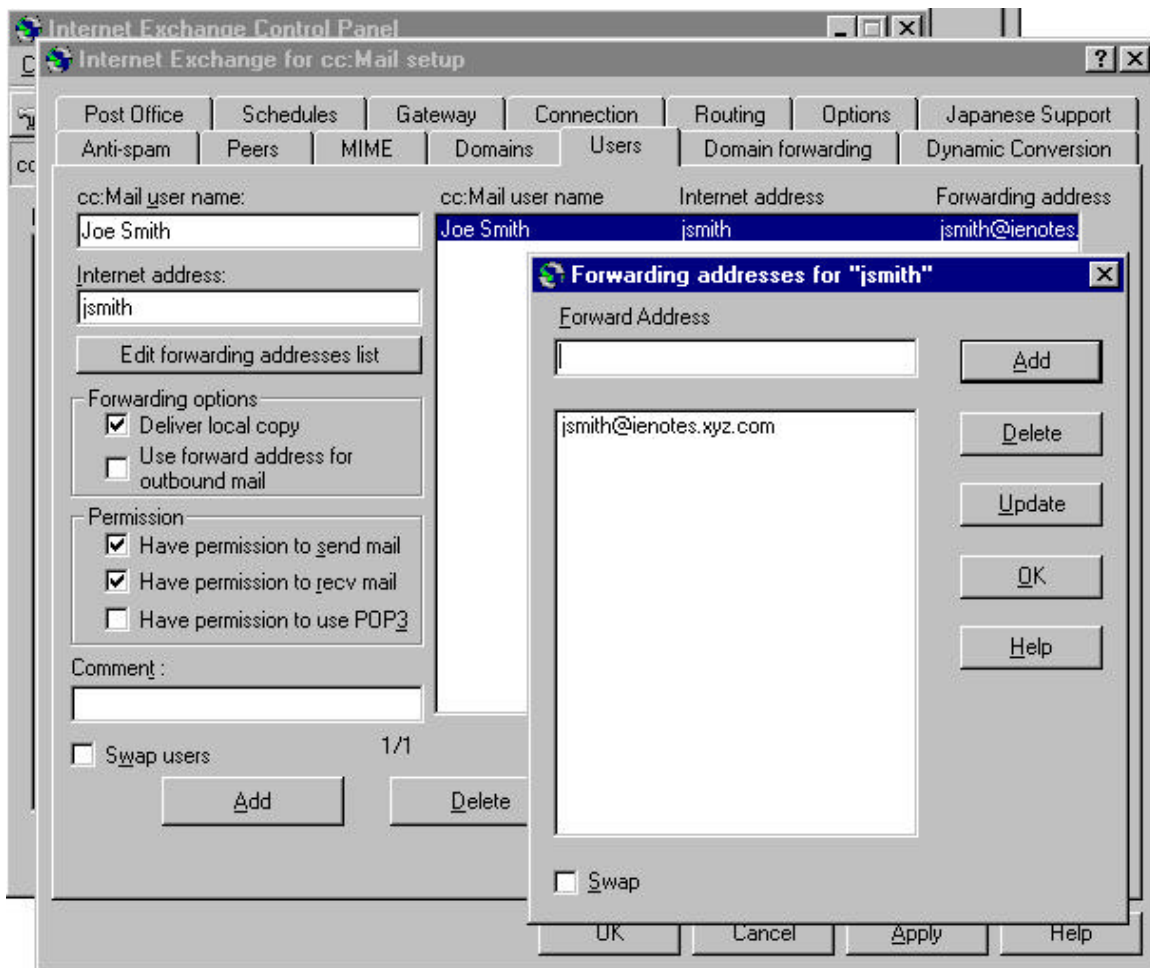 Internet Exchange Control Panel
Internet Exchange for cc:Mail setup
Post Office Schedules Gateway Connection Routing Options Japanese Support
Anti-spam Peers MIME Domains Users Domain forwarding Dynamic Conversion
cc:Mail user name:
Joe Smith
Internet address:
jsmith
Edit forwarding addresses list
Forwarding options
Deliver local copy
Use forward address for
outbound mail
Permission
Have permission to send mail
Have permission to recv mail
Have permission to use POP3
Comment :
Swap users
1/1
Add Delete
cc:Mail user name Internet address Forwarding address
Joe Smith jsmith jsmith@ienotes.
Forwarding addresses for "jsmith"
Forward Address
Add
jsmith@ienotes.xyz.com
Delete
Update
OK
Help
Swap
OK Cancel Apply Help